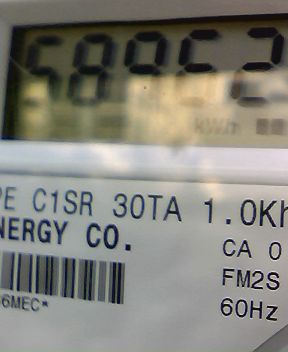 58952
kWh
PE C1SR 30TA 1.0Kh
NERGY CO.
CA 0
FM2S
6MEC*
60Hz